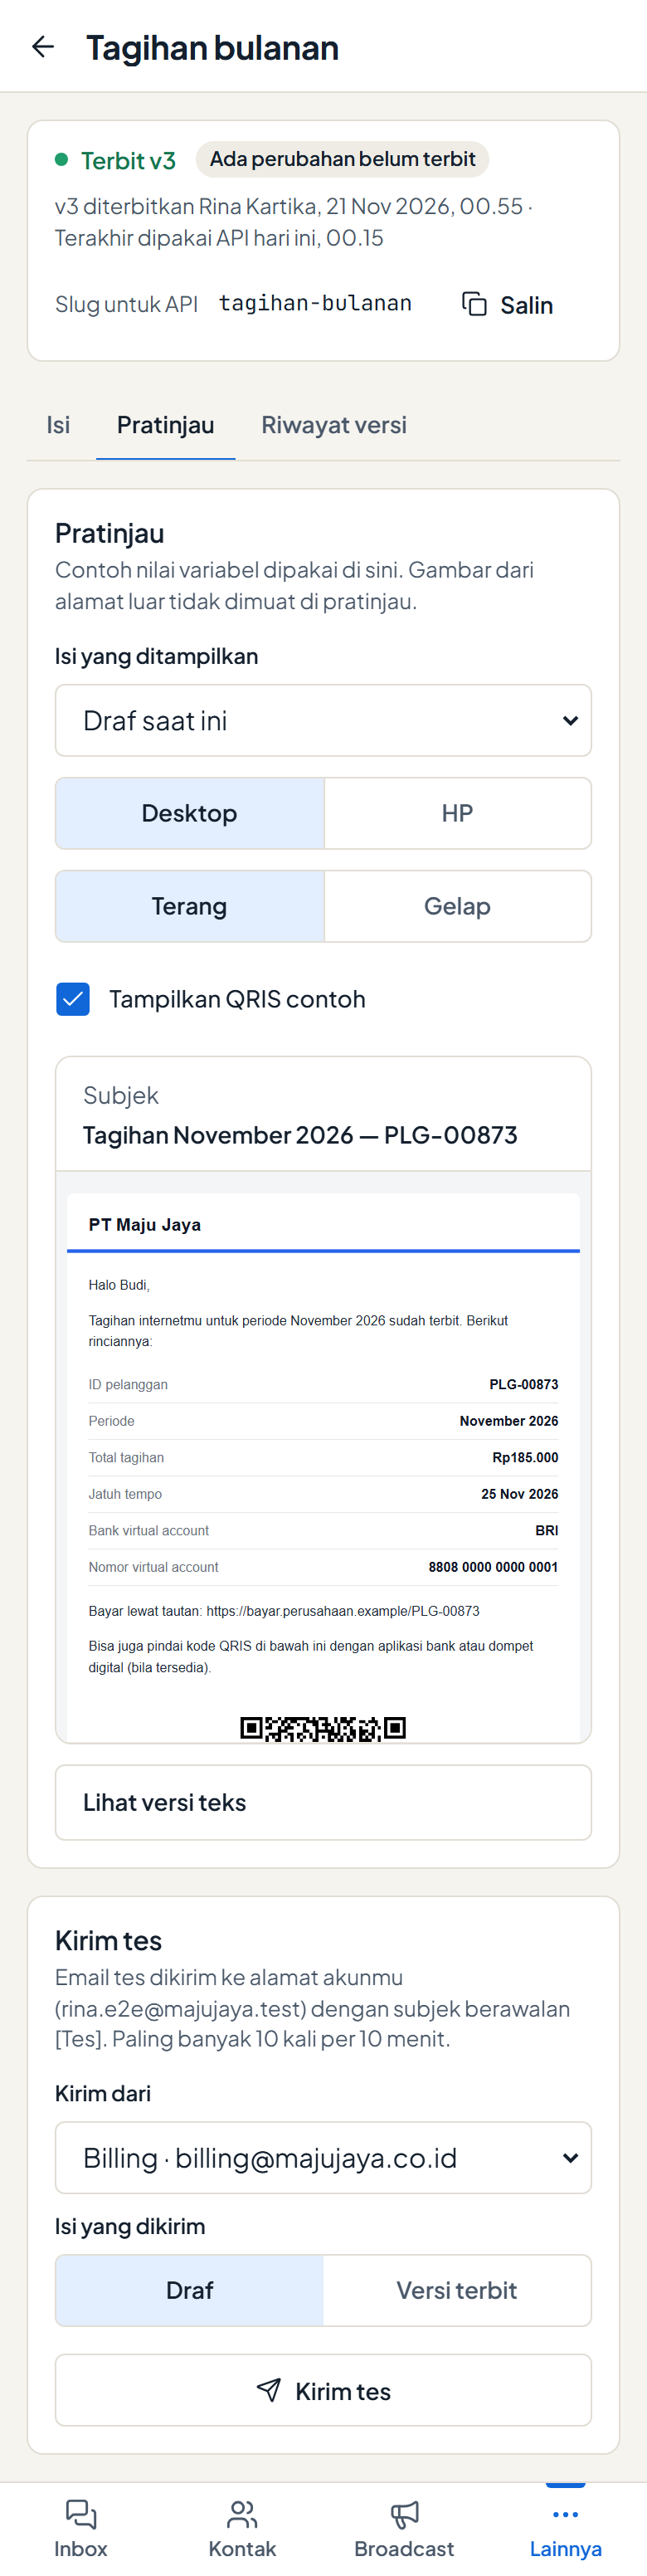 Tagihan bulanan
Terbit v3
Ada perubahan belum terbit
v3 diterbitkan Rina Kartika, 21 Nov 2026, 00.55 ·
Terakhir dipakai API hari ini, 00.15
Slug untuk API tagihan-bulanan Salin
Isi Pratinjau Riwayat versi
Pratinjau
Contoh nilai variabel dipakai di sini. Gambar dari
alamat luar tidak dimuat di pratinjau.
Isi yang ditampilkan
Draf saat ini
Desktop HP
Terang Gelap
Tampilkan QRIS contoh
Subjek
Tagihan November 2026 — PLG-00873
PT Maju Jaya
Halo Budi,
Tagihan internetmu untuk periode November 2026 sudah terbit. Berikut
rinciannya:
ID pelanggan PLG-00873
Periode November 2026
Total tagihan Rp185.000
Jatuh tempo 25 Nov 2026
Bank virtual account BRI
Nomor virtual account 8808 0000 0000 0001
Bayar lewat tautan: https://bayar.perusahaan.example/PLG-00873
Bisa juga pindai kode QRIS di bawah ini dengan aplikasi bank atau dompet
digital (bila tersedia).
Lihat versi teks
Kirim tes
Email tes dikirim ke alamat akunmu
(rina.e2e@majujaya.test) dengan subjek berawalan
[Tes]. Paling banyak 10 kali per 10 menit.
Kirim dari
Billing · billing@majujaya.co.id
Isi yang dikirim
Draf Versi terbit
Kirim tes
Inbox Kontak Broadcast Lainnya